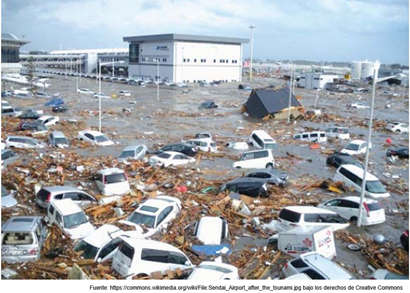 Fuente: https://commons.wikimedia.org/wiki/File:Sendai_Airport_after_the_tsunami.jpg bajo los derechos de Creative Commons